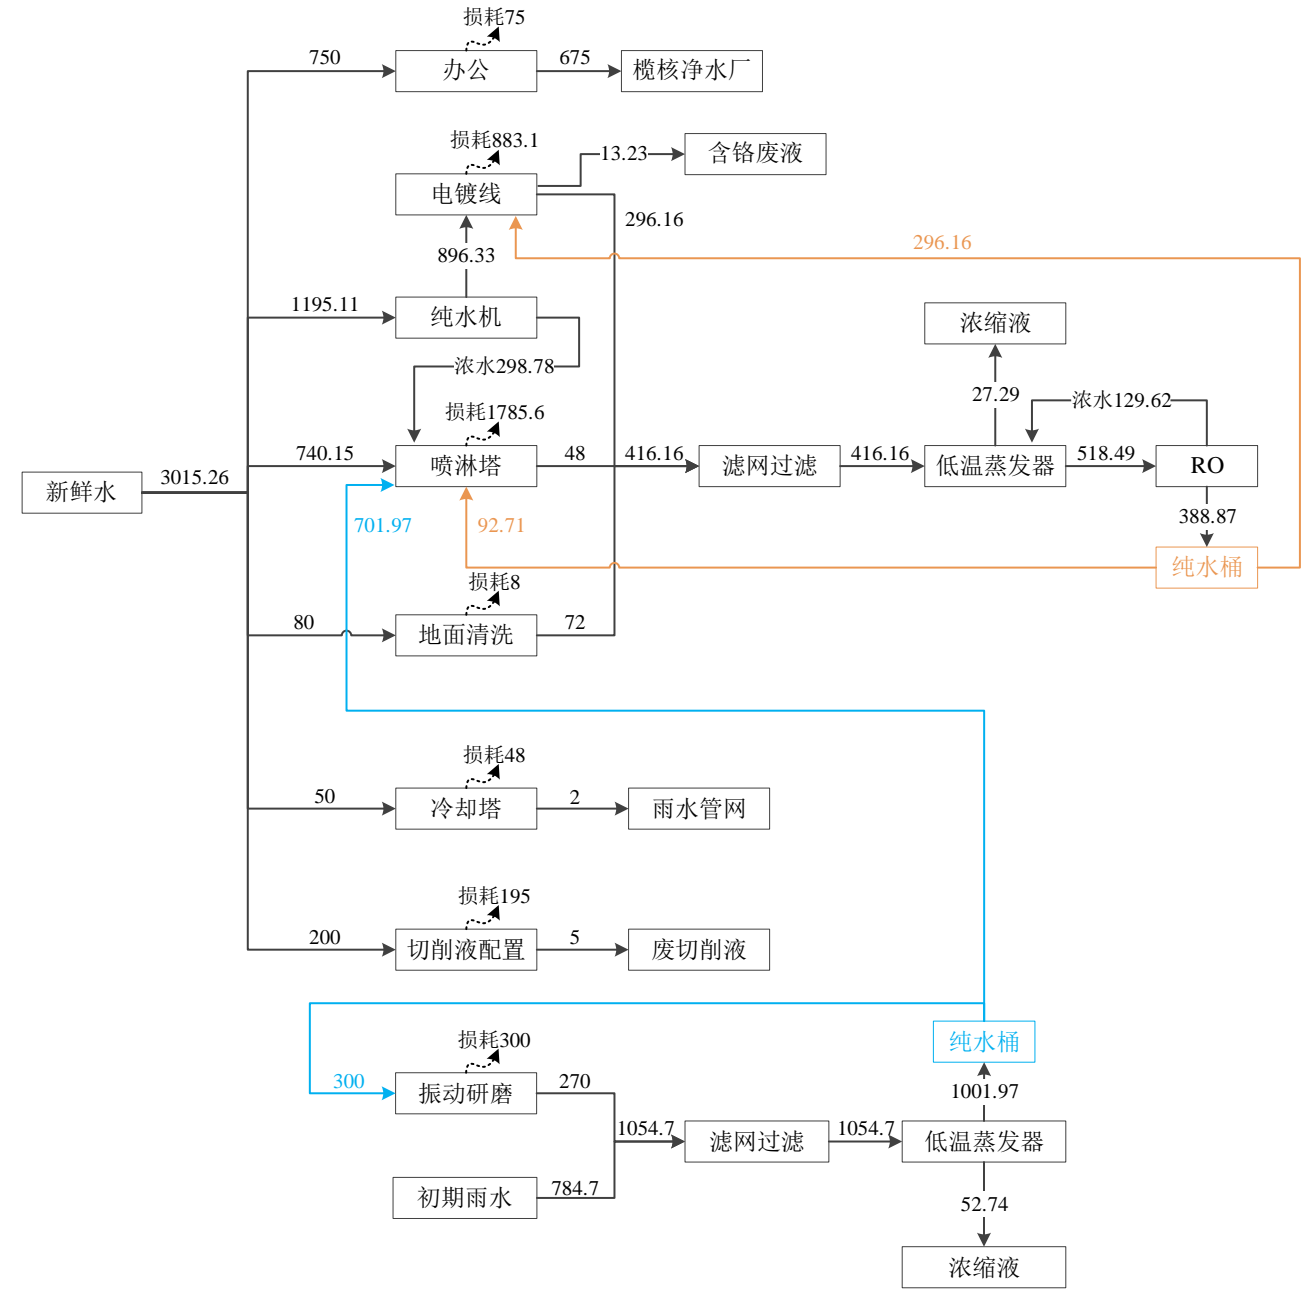 损耗75
750
办公
675
榄核净水厂
损耗883.1
13.23
含铬废液
电镀线
296.16
296.16
896.33
1195.11
纯水机
浓水298.78
浓缩液
27.29
浓水129.62
损耗1785.6
740.15
喷淋塔
48
416.16
滤网过滤
416.16
低温蒸发器
518.49
RO
3015.26
新鲜水
701.97
92.71
388.87
纯水桶
损耗8
80
地面清洗
72
损耗48
50
冷却塔
2
雨水管网
损耗195
200
切削液配置
5
废切削液
损耗300
纯水桶
300
振动研磨
270
1001.97
1054.7
滤网过滤
1054.7
低温蒸发器
初期雨水
784.7
52.74
浓缩液